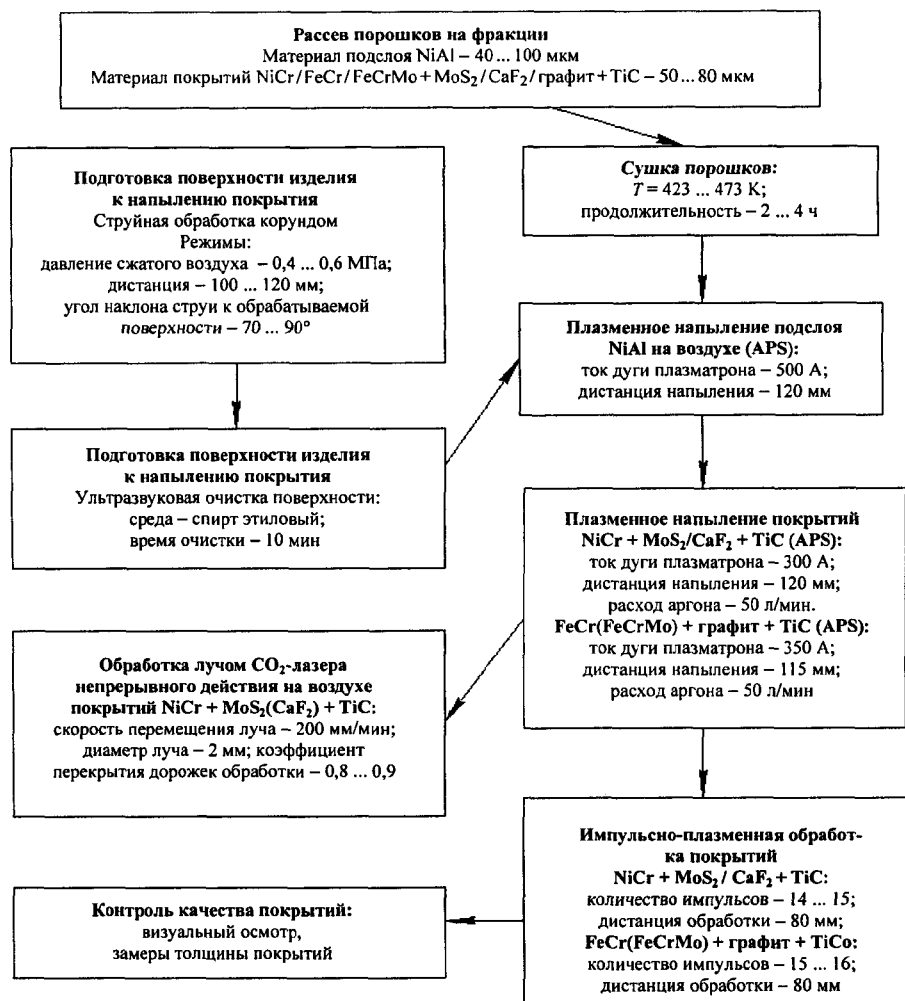 Рассев порошков на фракции
Материал подслоя NiAl – 40 ... 100 мкм
Материал покрытий NiCr/FeCr/FeCrMo + MoS₂/CaF₂/графит + TiC – 50 ... 80 мкм
Подготовка поверхности изделия
к напылению покрытия
Струйная обработка корундом
Режимы:
давление сжатого воздуха – 0,4 ... 0,6 МПа;
дистанция – 100 ... 120 мм;
угол наклона струи к обрабатываемой
поверхности – 70 ... 90°
Сушка порошков:
T = 423 ... 473 K;
продолжительность – 2 ... 4 ч
Подготовка поверхности изделия
к напылению покрытия
Ультразвуковая очистка поверхности:
среда – спирт этиловый;
время очистки – 10 мин
Плазменное напыление подслоя
NiAl на воздухе (APS):
ток дуги плазматрона – 500 А;
дистанция напыления – 120 мм
Плазменное напыление покрытий
NiCr + MoS₂/CaF₂ + TiC (APS):
ток дуги плазматрона – 300 А;
дистанция напыления – 120 мм;
расход аргона – 50 л/мин.
FeCr(FeCrMo) + графит + TiC (APS):
ток дуги плазматрона – 350 А;
дистанция напыления – 115 мм;
расход аргона – 50 л/мин
Обработка лучом CO₂-лазера
непрерывного действия на воздухе
покрытий NiCr + MoS₂(CaF₂) + TiC:
скорость перемещения луча – 200 мм/мин;
диаметр луча – 2 мм; коэффициент
перекрытия дорожек обработки – 0,8 ... 0,9
Импульсно-плазменная обработ-
ка покрытий
NiCr + MoS₂ / CaF₂ + TiC:
количество импульсов – 14 ... 15;
дистанция обработки – 80 мм;
FeCr(FeCrMo) + графит + TiCo:
количество импульсов – 15 ... 16;
дистанция обработки – 80 мм
Контроль качества покрытий:
визуальный осмотр,
замеры толщины покрытий